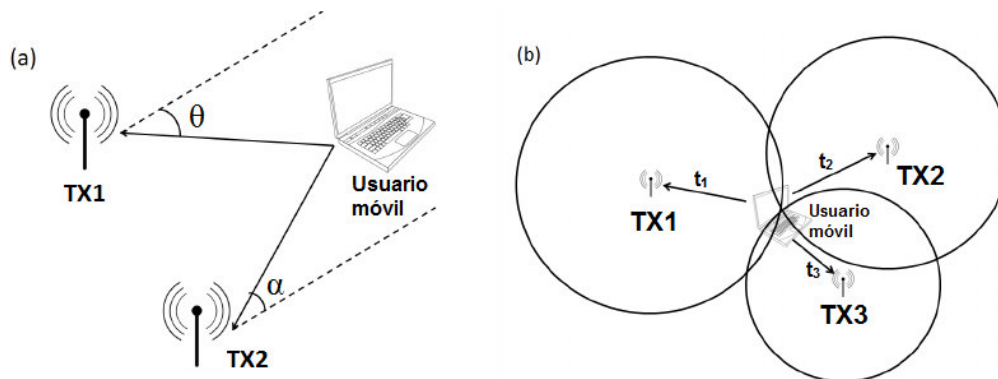 (a)
θ
TX1
Usuario
móvil
α
TX2
(b)
t₁
t₂
TX1
TX2
Usuario
móvil
t₃
TX3